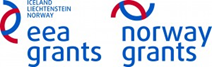 ICELAND
LIECHTENSTEIN
NORWAY
eea
grants
norway
grants